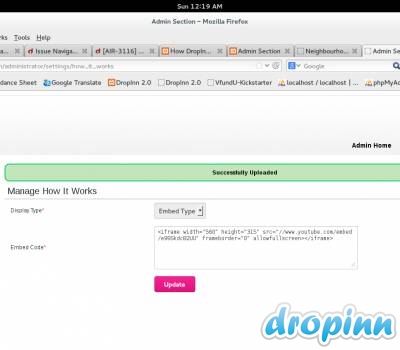 Sun 12:19 AM
Admin Section - Mozilla Firefox
rks Tools Help
a... Issue Naviga... [AIR-3116] ... How DropIn... Admin Section Neighbourho... Admin Se
n/administrator/settings/how_it_works Google
dance Sheet Google Translate DropInn 2.0 DropInn 2.0 VfundU-Kickstarter localhost / localhost | ... phpMyAd
Admin Home
Successfully Uploaded
Manage How It Works
Display Type* Embed Type
<iframe width="560" height="315" src="//www.youtube.com/embed
frameborder="0" allowfullscreen></iframe>
Embed Code*
Update
dropinn